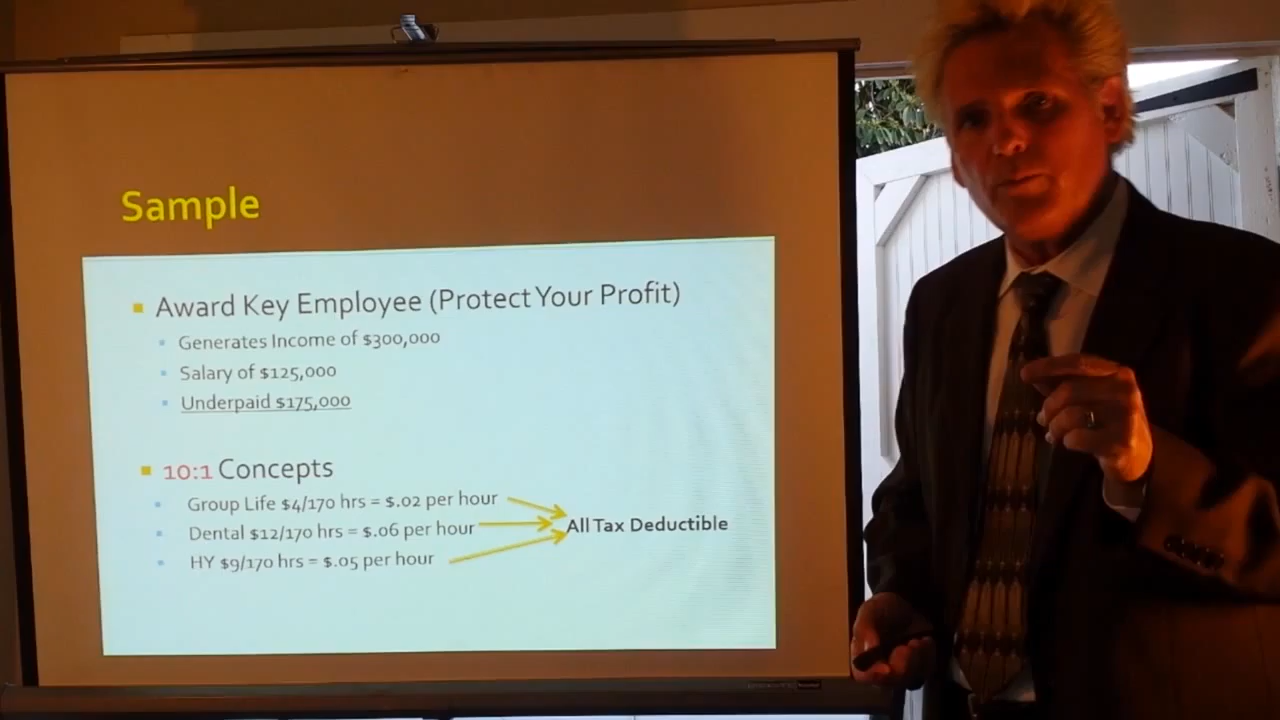 Sample
Award Key Employee (Protect Your Profit)
Generates Income of $300,000
Salary of $125,000
Underpaid $175,000
10:1 Concepts
Group Life $4/170 hrs = $.02 per hour
Dental $12/170 hrs = $.06 per hour
All Tax Deductible
HY $9/170 hrs = $.05 per hour